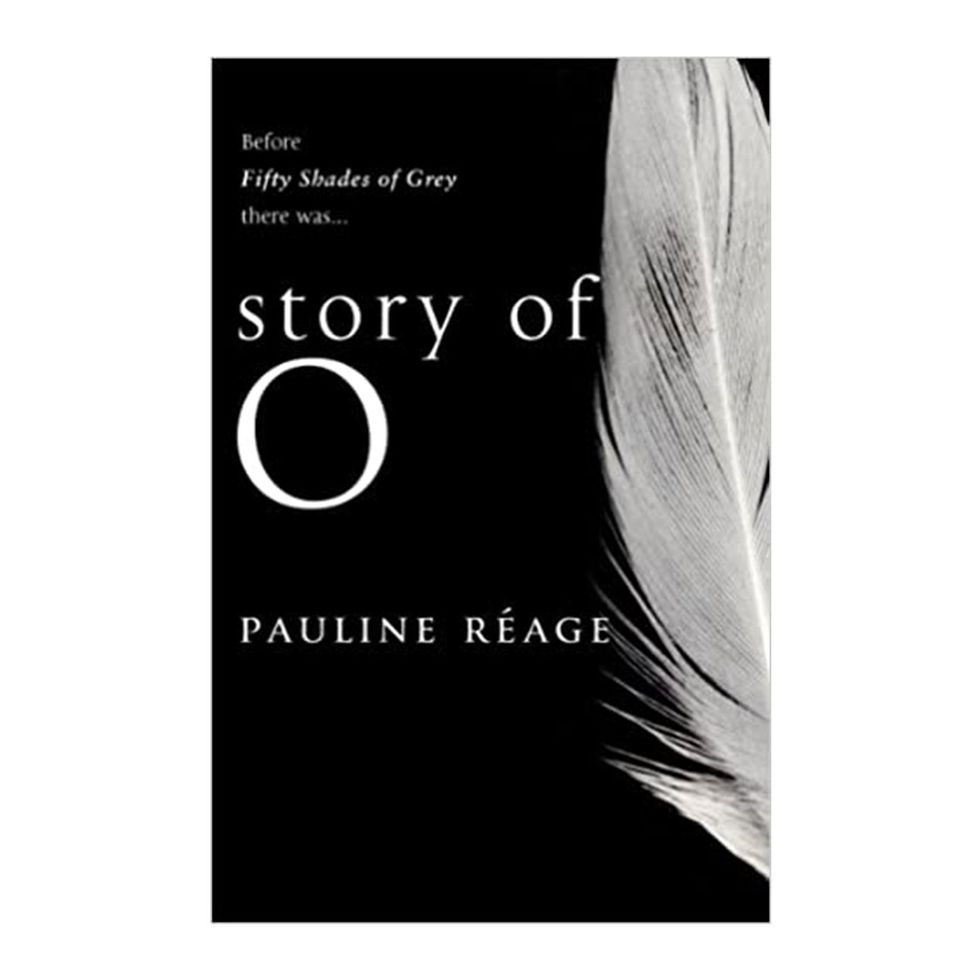 Before
Fifty Shades of Grey
there was...
story of
O
PAULINE RÉAGE